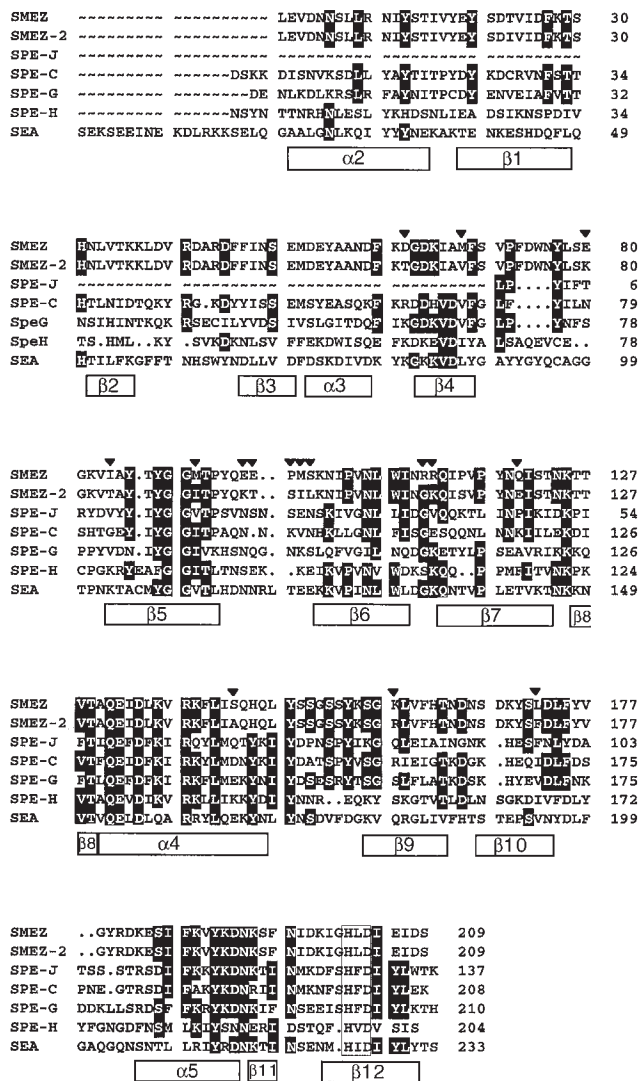 SMEZ ~~~~~~~~~~ ~~~~~~~~~~ ~LEVDNNSLLR NIYSTIVYEY SDTVIDFKTS 30
SMEZ-2 ~~~~~~~~~~ ~~~~~~~~~~ ~LEVDNNSLLR NIYSTIVYEY SDIVIDFKTS 30
SPE-J ~~~~~~~~~~ ~~~~~~~~~~ ~~~~~~~~~~ ~~~~~~~~~~ ~~~~~~~~~~
SPE-C ~~~~~~~~~~ ~~~~~~DSKK DISNVKSDLL YAYTITPYDY KDCRVNFSTT 34
SPE-G ~~~~~~~~~~ ~~~~~~~~DE NLKDLKRSLR FAYNITPCDY ENVEIAFVTT 32
SPE-H ~~~~~~~~~~ ~~~~~~NSYN TTNRHNLESL YKHDSNLIEA DSIKNSPDIV 34
SEA SEKSEEINEK DLRKKSELQG AALGNLKQIY YYNEKAKTE NKESHDQFLQ 49
α2 β1
SMEZ HNLVTKKLDV RDARDFFINS EMDEYAANDF KDGDKIAMFS VPFDWNYLSE 80
SMEZ-2 HNLVTKKLDV RDARDFFINS EMDEYAANDF KTGDKIAVFS VPFDWNYLSK 80
SPE-J ~~~~~~~~~~ ~~~~~~~~~~ ~~~~~~~~~~ ~~~~~~~~~~ LP....YIFT 6
SPE-C HTLNIDTQKY RG.KDYYISS EMSYEASQKF KRDDHVDVFG LF....YILN 79
SpeG NSIHINTKQK RSECILYVDS IVSLGITDQF IKGDKVDVFG LP....YNFS 78
SpeH TS.HML..KY .SVKDKNLSV FFEKDWISQE FKDKEVDIYA LSAQEVCE.. 78
SEA HTILFKGFFT NHSWYNDLLV DFDSKDIVDK YKGKKVDLYG AYYGYQCAGG 99
β2 β3 α3 β4
SMEZ GKVIAY.TYG GMTPYQEE.. PMSKNIPVNL WINRRQIPVP YNQISTNKTT 127
SMEZ-2 GKVTAY.TYG GITPYQKT.. SILKNIPVNL WINGKQISVP YNEISTNKTT 127
SPE-J RYDVYY.IYG GVTPSVNSN. SENSKIVGNL LIDGVQQKTL INPIKIDKPI 54
SPE-C SHTGEY.IYG GITPAQNN.. KVNHKLLGNL FISGESQQNL NNKIILEKDI 126
SPE-G PPYVDN.IYG GIVKHSNQG. NKSLQFVGIL NQDGKETYLP SEAVRIKKKQ 126
SPE-H CPGKRYEAFG GITLTNSEK. ..KEIKVPVNV WDKSKQQ..P PMFITVNKPK 124
SEA TPNKTACMYG GVTLHDNNRL TEEKKVPINL WLDGKQNTVP LETVKTNKKN 149
β5 β6 β7 β8
SMEZ VTAQEIDLKV RKFLISQHQL YSSGSSYKSG KLVFHTNDNS DKYSLDLFYV 177
SMEZ-2 VTAQEIDLKV RKFLIAQHQL YSSGSSYKSG RLVFHTNDNS DKYSFDLFYV 177
SPE-J FTIQEFDFKI RQYLMQTYKI YDPNSPYIKG QLEIAINGNK .HESFNLYDA 103
SPE-C VTFQEIDFKI RKYLMDNYKI YDATSPYVSG RIEIGTKDGK .HEQIDLFDS 175
SPE-G FTLQEFDFKI RKFLMEKYNI YDSESRYTSG SLFLATKDSK .HYEVDLFNK 175
SPE-H VTAQEVDIKV RKLLIKKYDI YNNR..EQKY SKGTVTLDLN SGKDIVFDLY 172
SEA VTVQELDLQA RRYLQEKYNL YNSDVFDGKV QRGLIVFHTS TEPSVNYDLF 199
β8 α4 β9 β10
SMEZ ..GYRDKESI FKVYKDNKSF NIDKIGHLDI EIDS 209
SMEZ-2 ..GYRDKESI FKVYKDNKSF NIDKIGHLDI EIDS 209
SPE-J TSS.STRSDI FKKYKDNKTI NMKDFSHFDI YLWTK 137
SPE-C PNE.GTRSDI FAKYKDNRII NMKNFSHFDI YLEK 208
SPE-G DDKLLSRDSF FKRYKDNKIF NSEEISHFDI YLKTH 210
SPE-H YFGNGDFNSM LKIYSNNERI DSTQF.HVDV SIS 204
SEA GAQGQNSNTL LRIYRDNKTI NSENM.HIDI YLYTS 233
α5 β11 β12